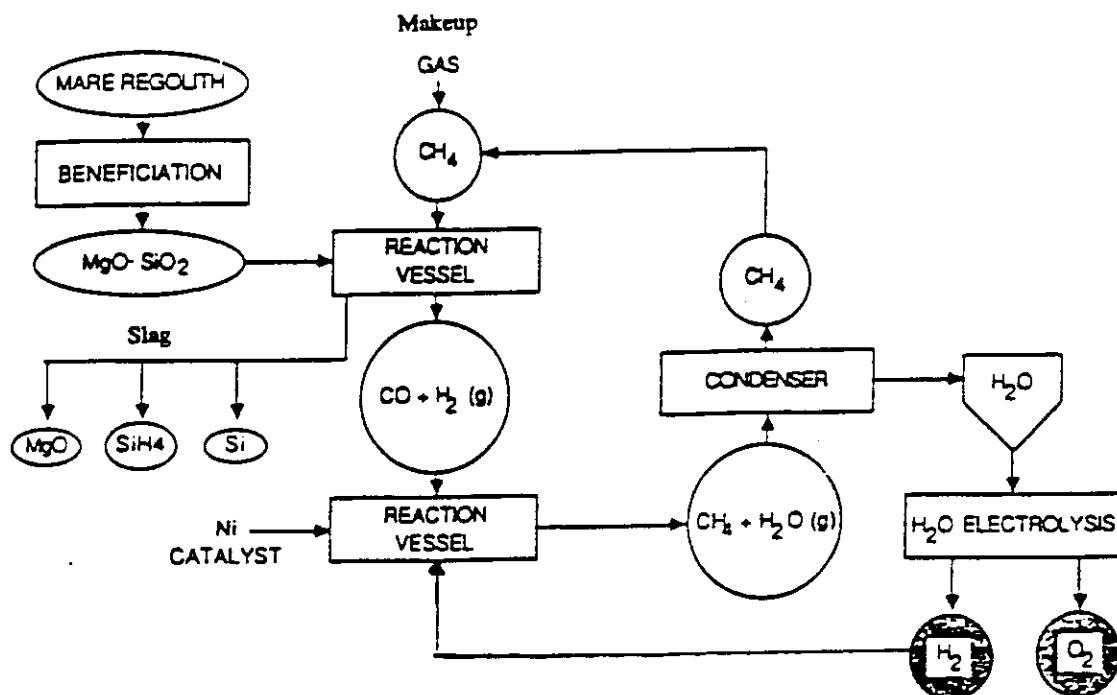 Makeup
GAS
MARE REGOLITH
BENEFICIATION
CH4
MgO- SiO2
REACTION
VESSEL
CH4
Slag
CO + H2 (g)
CONDENSER
H2O
MgO
SiH4
Si
Ni
CATALYST
REACTION
VESSEL
CH4 + H2O (g)
H2O ELECTROLYSIS
H2
O2